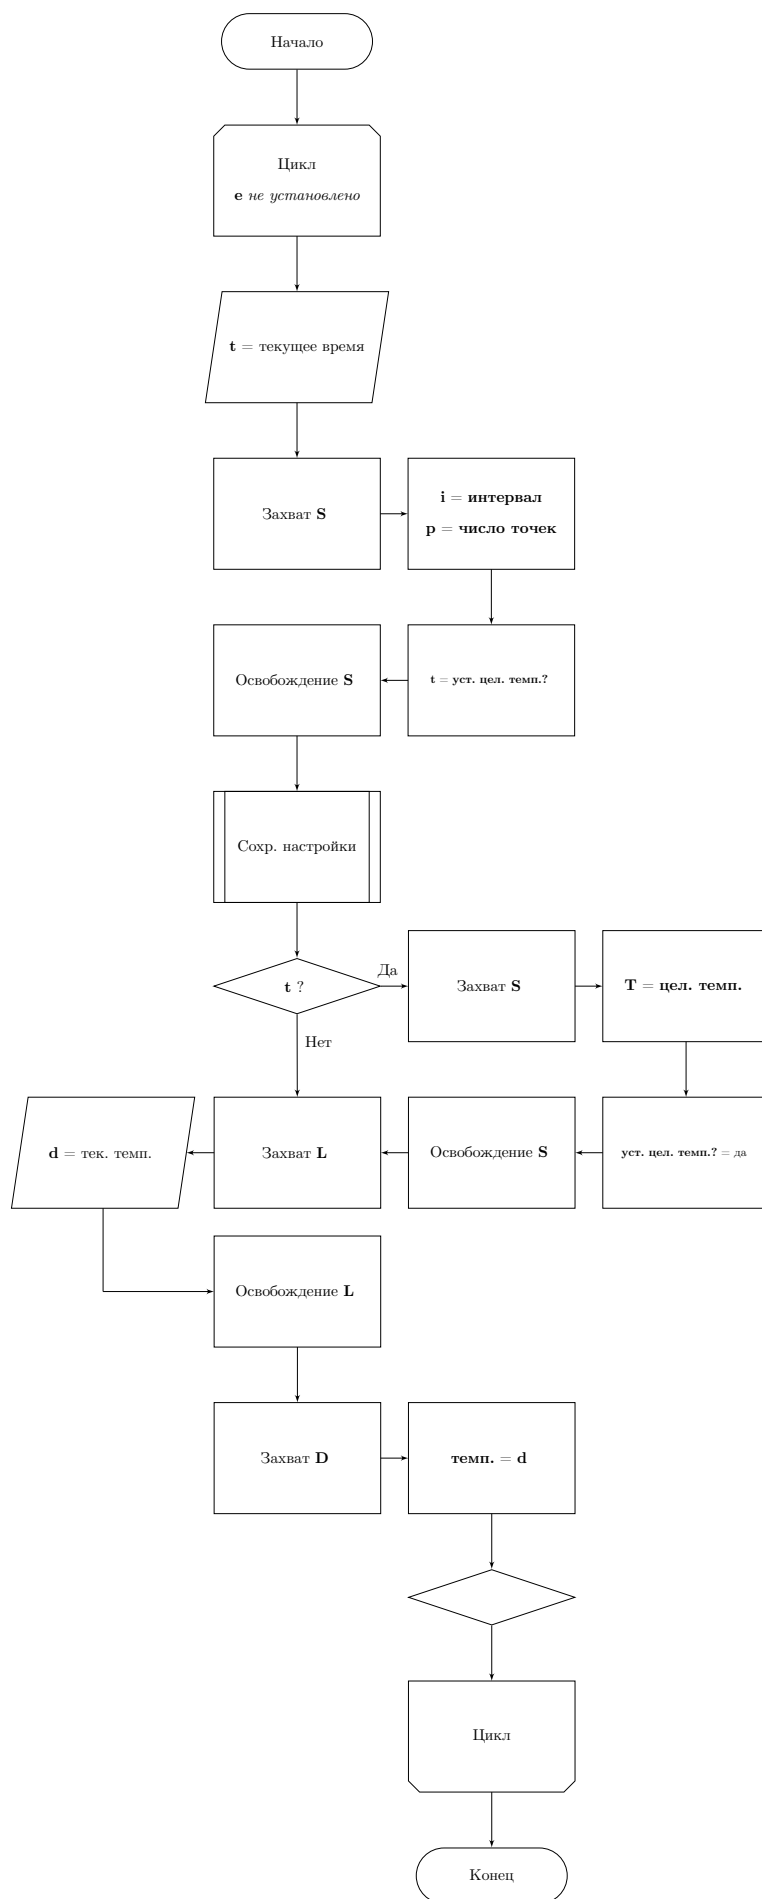 Начало
Цикл
e не установлено
t = текущее время
Захват S
i = интервал
p = число точек
Освобождение S
t = уст. цел. темп.?
Сохр. настройки
t ?
Да
Нет
Захват S
T = цел. темп.
d = тек. темп.
Захват L
Освобождение S
уст. цел. темп.? = да
Освобождение L
Захват D
темп. = d
Цикл
Конец